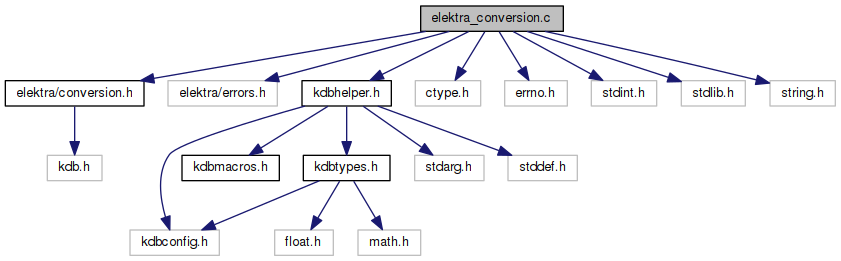 elektra_conversion.c
elektra/conversion.h
elektra/errors.h
kdbhelper.h
ctype.h
errno.h
stdint.h
stdlib.h
string.h
kdb.h
kdbmacros.h
kdbtypes.h
stdarg.h
stddef.h
kdbconfig.h
float.h
math.h